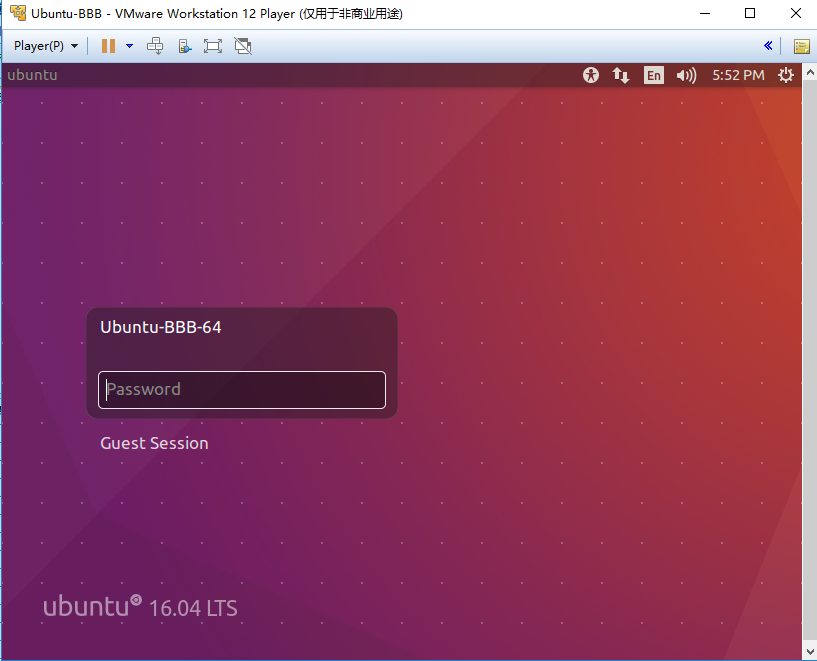 Ubuntu-BBB - VMware Workstation 12 Player (仅用于非商业用途)
Player(P)
ubuntu
En
5:52 PM
Ubuntu-BBB-64
Password
Guest Session
ubuntu 16.04 LTS